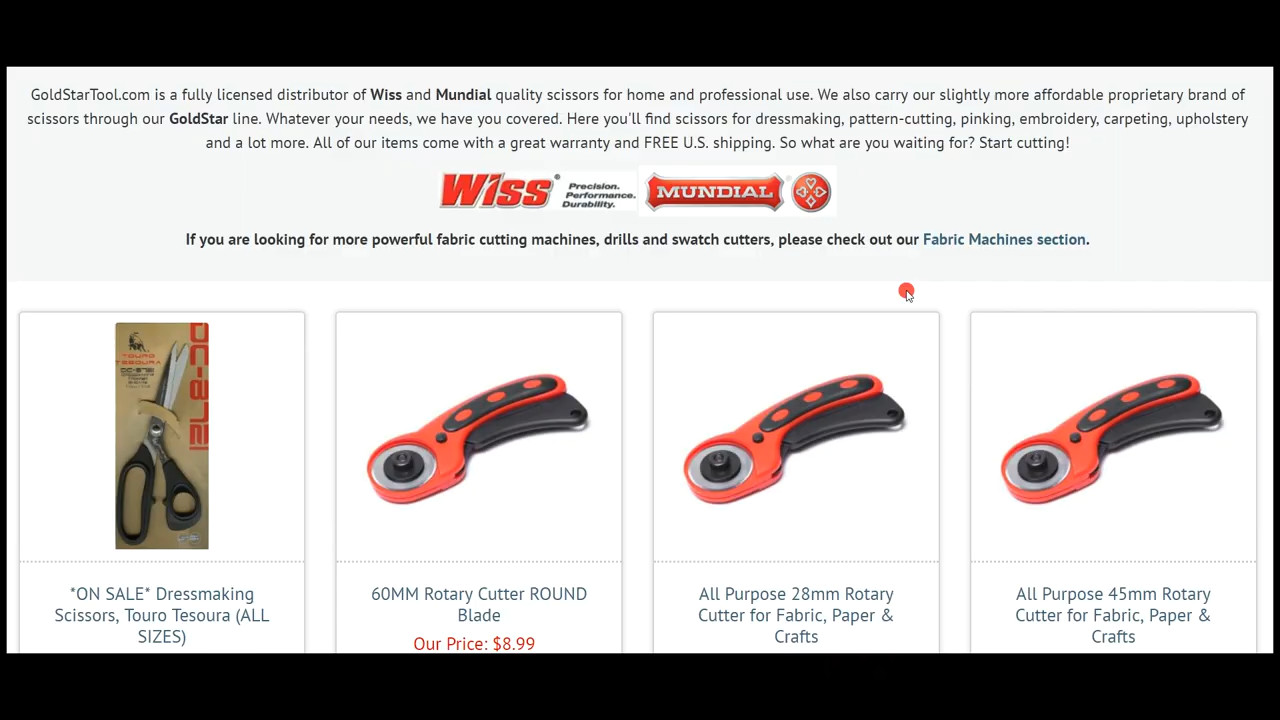 GoldStarTool.com is a fully licensed distributor of Wiss and Mundial quality scissors for home and professional use. We also carry our slightly more affordable proprietary brand of
scissors through our GoldStar line. Whatever your needs, we have you covered. Here you'll find scissors for dressmaking, pattern-cutting, pinking, embroidery, carpeting, upholstery
and a lot more. All of our items come with a great warranty and FREE U.S. shipping. So what are you waiting for? Start cutting!
Wiss® Precision.
Performance.
Durability.
MUNDIAL®
If you are looking for more powerful fabric cutting machines, drills and swatch cutters, please check out our Fabric Machines section.
TOURO
TESOURA
DC-8721
*ON SALE* Dressmaking
Scissors, Touro Tesoura (ALL
SIZES)
60MM Rotary Cutter ROUND
Blade
Our Price: $8.99
All Purpose 28mm Rotary
Cutter for Fabric, Paper &
Crafts
All Purpose 45mm Rotary
Cutter for Fabric, Paper &
Crafts